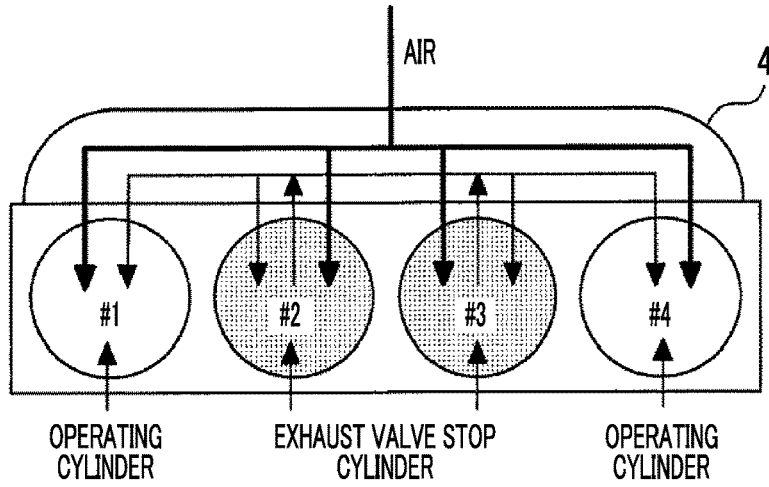 AIR
4
#1
#2
#3
#4
OPERATING
CYLINDER
EXHAUST VALVE STOP
CYLINDER
OPERATING
CYLINDER